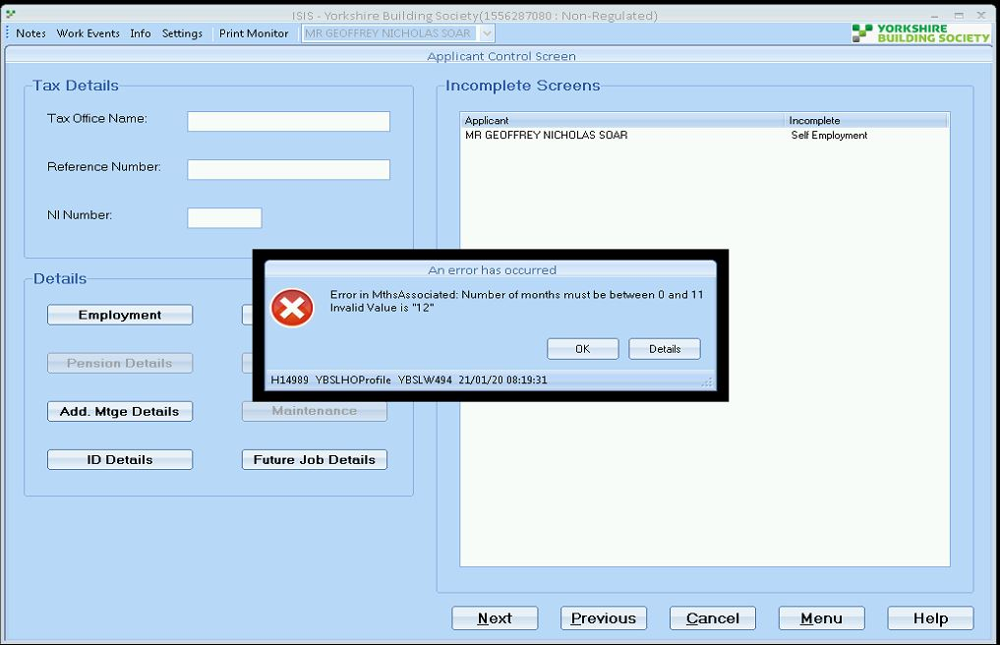 ISIS - Yorkshire Building Society(1556287080 : Non-Regulated)
Notes Work Events Info Settings Print Monitor MR GEOFFREY NICHOLAS SOAR
YORKSHIRE
BUILDING SOCIETY
Applicant Control Screen
Tax Details
Tax Office Name:
Reference Number:
NI Number:
Incomplete Screens
Applicant Incomplete
MR GEOFFREY NICHOLAS SOAR Self Employment
An error has occurred
Error in MthsAssociated: Number of months must be between 0 and 11
Invalid Value is "12"
OK Details
H14989 YBSLHOProfile YBSLW494 21/01/20 08:19:31
Details
Employment
Pension Details
Add. Mtge Details Maintenance
ID Details Future Job Details
Next Previous Cancel Menu Help